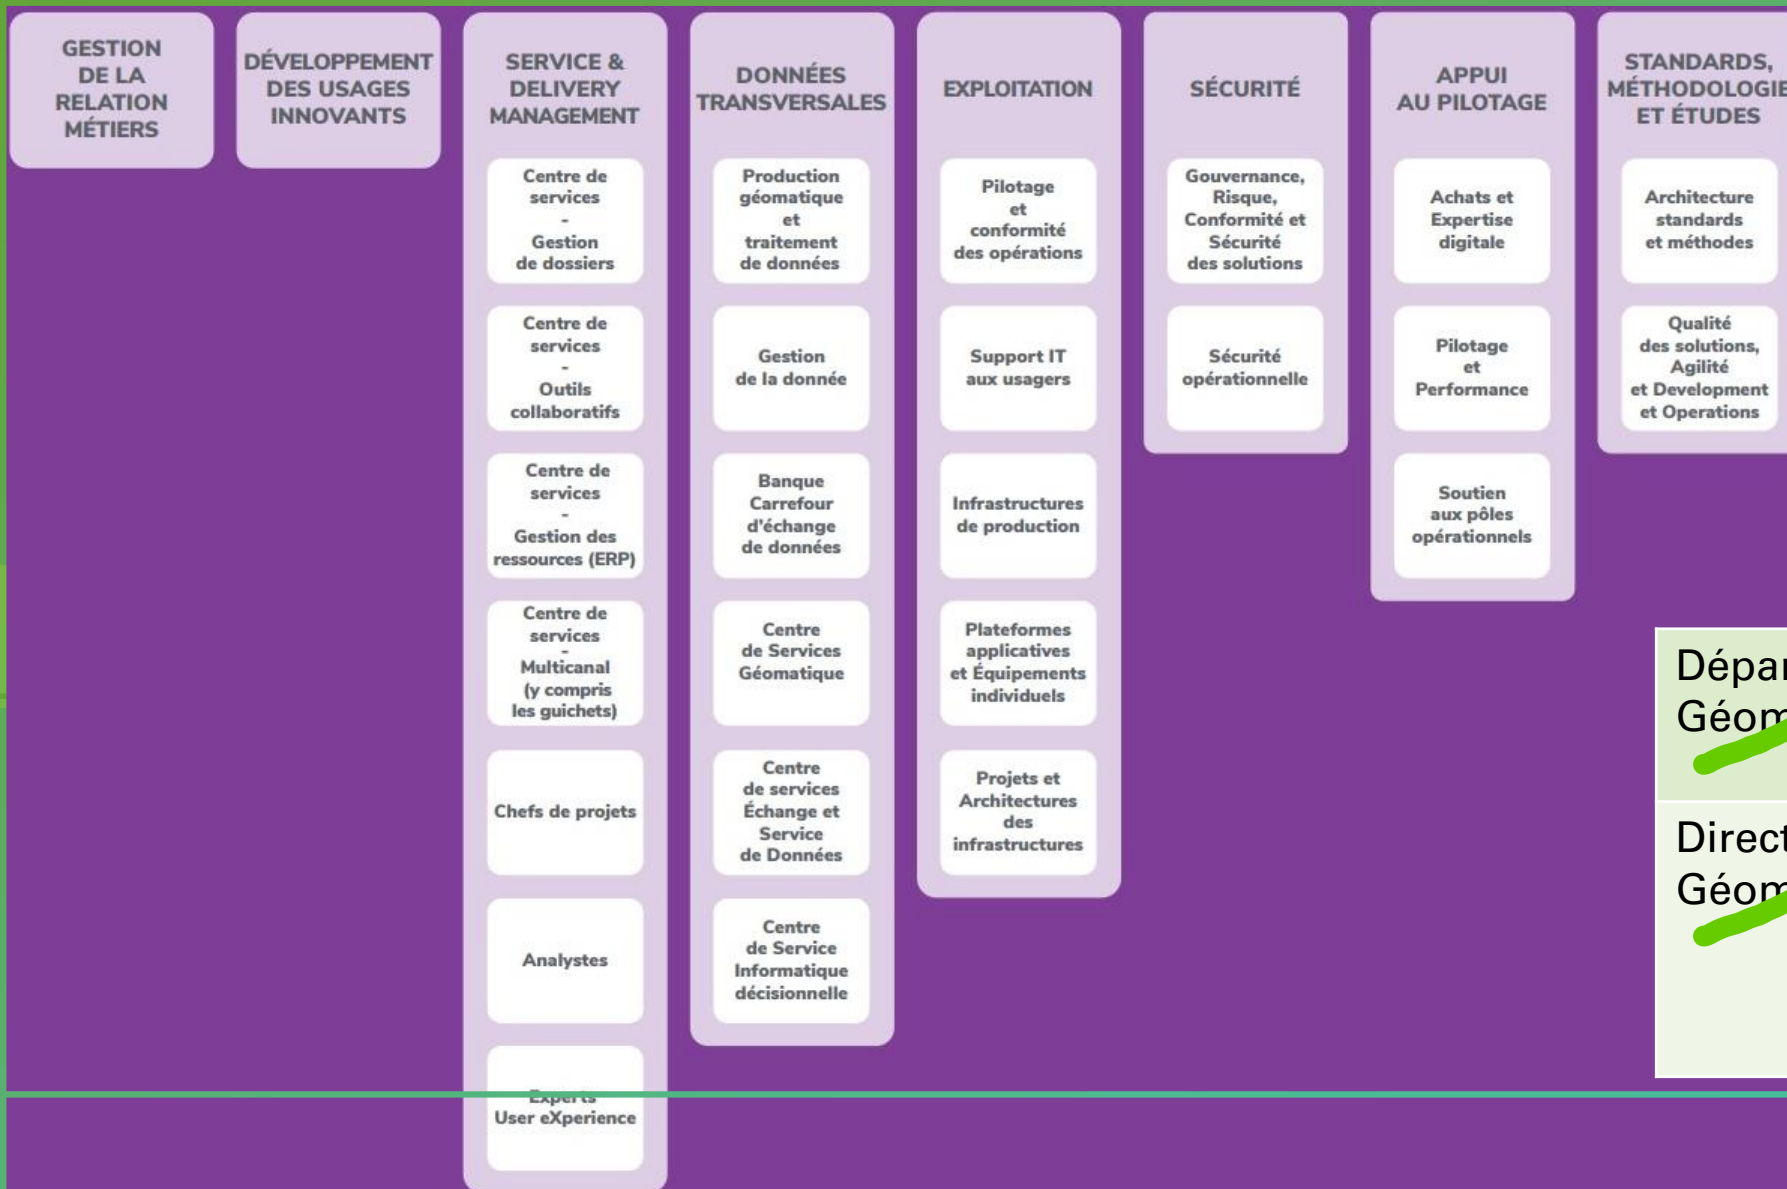 GESTION
DE LA
RELATION
MÉTIERS
DÉVELOPPEMENT
DES USAGES
INNOVANTS
SERVICE &
DELIVERY
MANAGEMENT
Centre de
services
-
Gestion
de dossiers
Centre de
services
-
Outils
collaboratifs
Centre de
services
-
Gestion des
ressources (ERP)
Centre de
services
-
Multicanal
(y compris
les guichets)
Chefs de projets
Analystes
Experts
User eXperience
DONNÉES
TRANSVERSALES
Production
géomatique
et
traitement
de données
Gestion
de la donnée
Banque
Carrefour
d'échange
de données
Centre
de Services
Géomatique
Centre
de services
Échange et
Service
de Données
Centre
de Service
Informatique
décisionnelle
EXPLOITATION
Pilotage
et
conformité
des opérations
Support IT
aux usagers
Infrastructures
de production
Plateformes
applicatives
et Équipements
individuels
Projets et
Architectures
des
infrastructures
SÉCURITÉ
Gouvernance,
Risque,
Conformité et
Sécurité
des solutions
Sécurité
opérationnelle
APPUI
AU PILOTAGE
Achats et
Expertise
digitale
Pilotage
et
Performance
Soutien
aux pôles
opérationnels
STANDARDS,
MÉTHODOLOGIE
ET ÉTUDES
Architecture
standards
et méthodes
Qualité
des solutions,
Agilité
et Development
et Operations